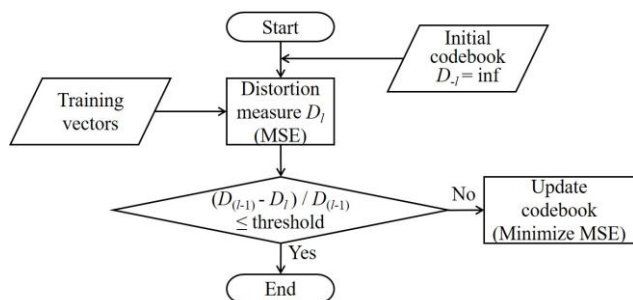 Start
Initial
codebook
D-l = inf
Training
vectors
Distortion
measure Dl
(MSE)
(D(l-1) - Dl) / D(l-1)
≤ threshold
No
Update
codebook
(Minimize MSE)
Yes
End